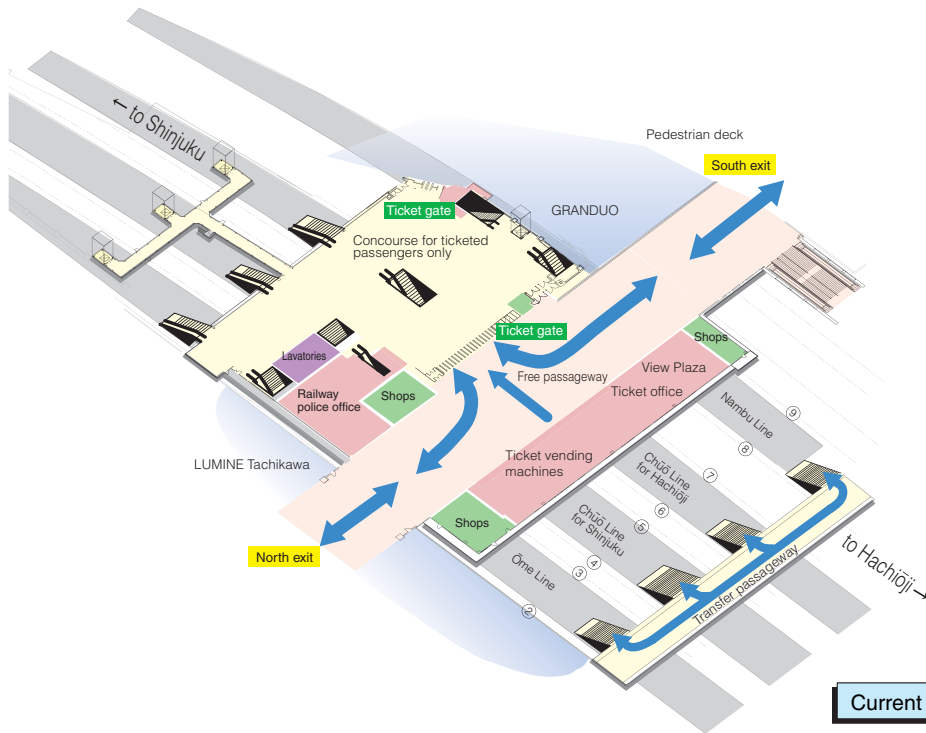 Pedestrian deck
← to Shinjuku
South exit
Ticket gate
GRANDUO
Concourse for ticketed
passengers only
Ticket gate
Shops
Lavatories
Free passageway
View Plaza
Ticket office
Railway
police office
Shops
Nambu Line
9
8
LUMINE Tachikawa
Ticket vending
machines
Chūō Line
for Hachiōji
7
6
Shops
Chūō Line
for Shinjuku
5
4
to Hachiōji →
North exit
Ōme Line
3
2
Transfer passageway
Current